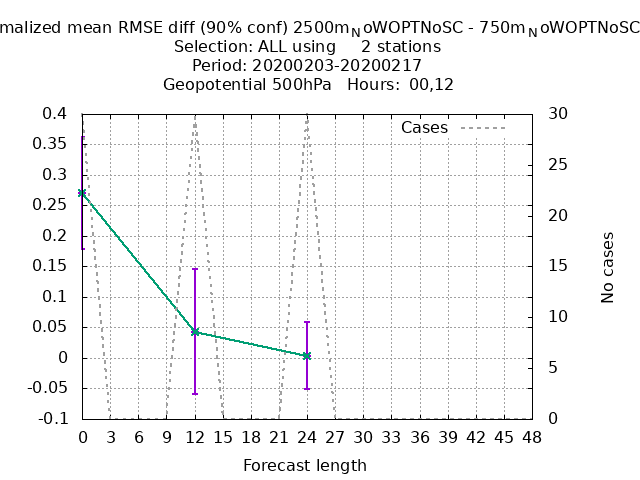 malized mean RMSE diff (90% conf) 2500mNoWOPTNoSC - 750mNoWOPTNoSC
Selection: ALL using 2 stations
Period: 20200203-20200217
Geopotential 500hPa Hours: 00,12
Cases
0.4
0.35
0.3
0.25
0.2
0.15
0.1
0.05
0
-0.05
-0.1
30
25
20
15
10
5
0
No cases
0 3 6 9 12 15 18 21 24 27 30 33 36 39 42 45 48
Forecast length